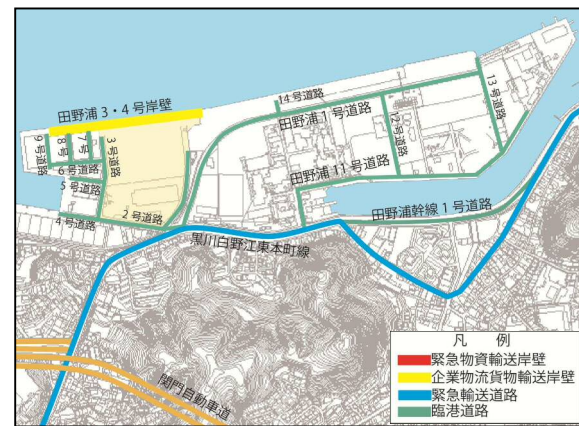 田野浦3・4号岸壁
14号道路
田野浦1号道路
13号道路
12号道路
9号道路
8号
7号
3号道路
6号道路
5号道路
田野浦11号道路
4号道路
2号道路
田野浦幹線1号道路
黒川白野江東本町線
関門自動車道
凡 例
緊急物資輸送岸壁
企業物流貨物輸送岸壁
緊急輸送道路
臨港道路